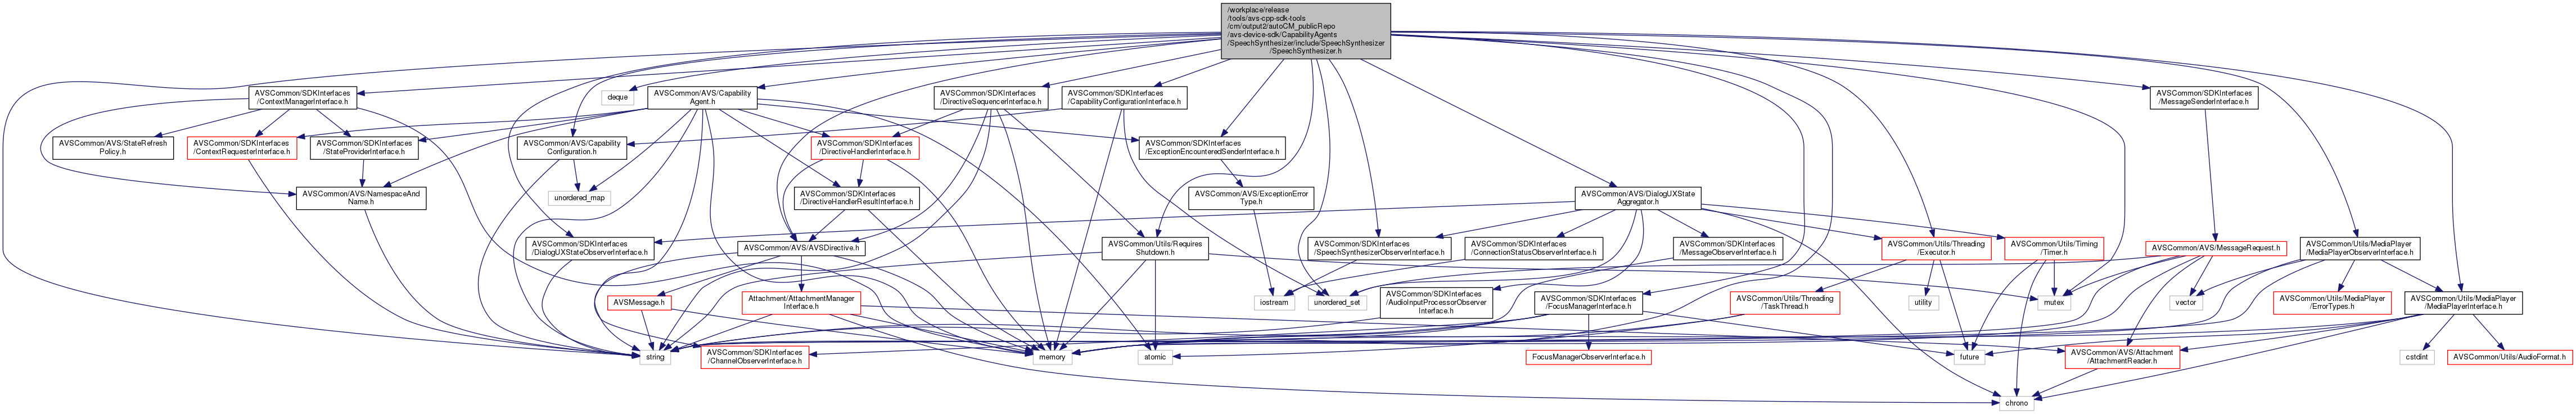 /workplace/release
/tools/avs-cpp-sdk-tools
/cm/output2/autoCM_publicRepo
/avs-device-sdk/CapabilityAgents
/SpeechSynthesizer/include/SpeechSynthesizer
/SpeechSynthesizer.h
AVSCommon/SDKInterfaces
/ContextManagerInterface.h
deque
AVSCommon/AVS/Capability
Agent.h
AVSCommon/SDKInterfaces
/DirectiveSequencerInterface.h
AVSCommon/SDKInterfaces
/CapabilityConfigurationInterface.h
AVSCommon/SDKInterfaces
/MessageSenderInterface.h
AVSCommon/AVS/StateRefresh
Policy.h
AVSCommon/SDKInterfaces
/ContextRequesterInterface.h
AVSCommon/SDKInterfaces
/StateProviderInterface.h
AVSCommon/AVS/Capability
Configuration.h
AVSCommon/SDKInterfaces
/DirectiveHandlerInterface.h
AVSCommon/SDKInterfaces
/ExceptionEncounteredSenderInterface.h
AVSCommon/AVS/NamespaceAnd
Name.h
unordered_map
AVSCommon/SDKInterfaces
/DirectiveHandlerResultInterface.h
AVSCommon/AVS/ExceptionError
Type.h
AVSCommon/AVS/DialogUXState
Aggregator.h
AVSCommon/SDKInterfaces
/DialogUXStateObserverInterface.h
AVSCommon/AVS/AVSDirective.h
AVSCommon/Utils/Requires
Shutdown.h
AVSCommon/SDKInterfaces
/SpeechSynthesizerObserverInterface.h
AVSCommon/SDKInterfaces
/ConnectionStatusObserverInterface.h
AVSCommon/SDKInterfaces
/MessageObserverInterface.h
AVSCommon/Utils/Threading
/Executor.h
AVSCommon/Utils/Timing
/Timer.h
AVSCommon/AVS/MessageRequest.h
AVSCommon/Utils/MediaPlayer
/MediaPlayerObserverInterface.h
AVSMessage.h
Attachment/AttachmentManager
Interface.h
iostream
unordered_set
AVSCommon/SDKInterfaces
/AudioInputProcessorObserver
Interface.h
AVSCommon/SDKInterfaces
/FocusManagerInterface.h
AVSCommon/Utils/Threading
/TaskThread.h
utility
mutex
vector
AVSCommon/Utils/MediaPlayer
/ErrorTypes.h
AVSCommon/Utils/MediaPlayer
/MediaPlayerInterface.h
string
AVSCommon/SDKInterfaces
/ChannelObserverInterface.h
memory
atomic
FocusManagerObserverInterface.h
future
AVSCommon/AVS/Attachment
/AttachmentReader.h
cstdint
AVSCommon/Utils/AudioFormat.h
chrono